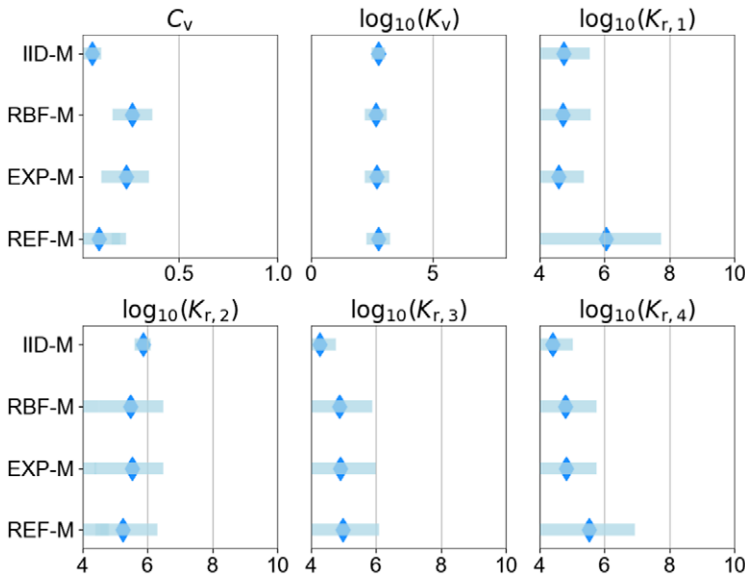 C_v log₁₀(K_v) log₁₀(K_r,1)
IID-M
RBF-M
EXP-M
REF-M
0.5 1.0 0 5 4 6 8 10
log₁₀(K_r,2) log₁₀(K_r,3) log₁₀(K_r,4)
IID-M
RBF-M
EXP-M
REF-M
4 6 8 10 4 6 8 10 4 6 8 10